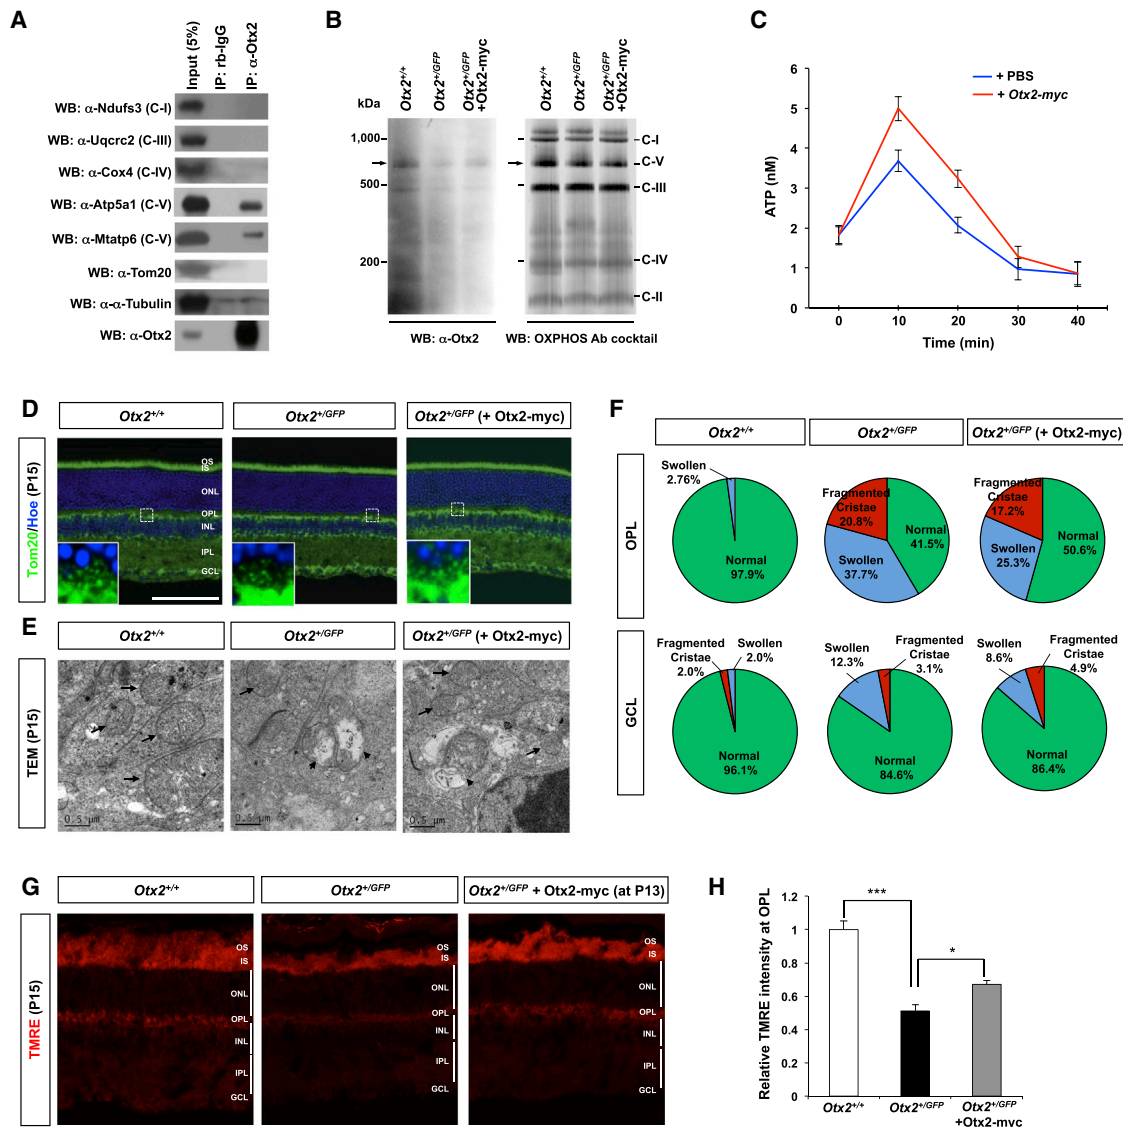 A
Input (5%)
IP: rb-IgG
IP: α-Otx2
WB: α-Ndufs3 (C-I)
WB: α-Uqcrc2 (C-III)
WB: α-Cox4 (C-IV)
WB: α-Atp5a1 (C-V)
WB: α-Mtatp6 (C-V)
WB: α-Tom20
WB: α-α-Tubulin
WB: α-Otx2
B
kDa
Otx2+/+
Otx2+/GFP
Otx2+/GFP
+Otx2-myc
Otx2+/+
Otx2+/GFP
Otx2+/GFP
+Otx2-myc
1,000
500
200
C-I
C-V
C-III
C-IV
C-II
WB: α-Otx2
WB: OXPHOS Ab cocktail
C
+ PBS
+ Otx2-myc
ATP (nM)
6
5
4
3
2
1
0
0 10 20 30 40
Time (min)
D
Otx2+/+
Otx2+/GFP
Otx2+/GFP (+ Otx2-myc)
Tom20/Hoe (P15)
OS
IS
ONL
OPL
INL
IPL
GCL
E
Otx2+/+
Otx2+/GFP
Otx2+/GFP (+ Otx2-myc)
TEM (P15)
0.5 µm
0.5 µm
0.5 µm
F
Otx2+/+
Otx2+/GFP
Otx2+/GFP (+ Otx2-myc)
OPL
Swollen
2.76%
Normal
97.9%
Fragmented
Cristae
20.8%
Normal
41.5%
Swollen
37.7%
Fragmented
Cristae
17.2%
Normal
50.6%
Swollen
25.3%
GCL
Fragmented
Cristae
2.0%
Swollen
2.0%
Normal
96.1%
Swollen
12.3%
Fragmented
Cristae
3.1%
Normal
84.6%
Swollen
8.6%
Fragmented
Cristae
4.9%
Normal
86.4%
G
Otx2+/+
Otx2+/GFP
Otx2+/GFP + Otx2-myc (at P13)
TMRE (P15)
OS
IS
ONL
OPL
INL
IPL
GCL
OS
IS
ONL
OPL
INL
IPL
GCL
OS
IS
ONL
OPL
INL
IPL
GCL
H
Relative TMRE intensity at OPL
1.2
1
0.8
0.6
0.4
0.2
0
***
*
Otx2+/+
Otx2+/GFP
Otx2+/GFP
+Otx2-myc